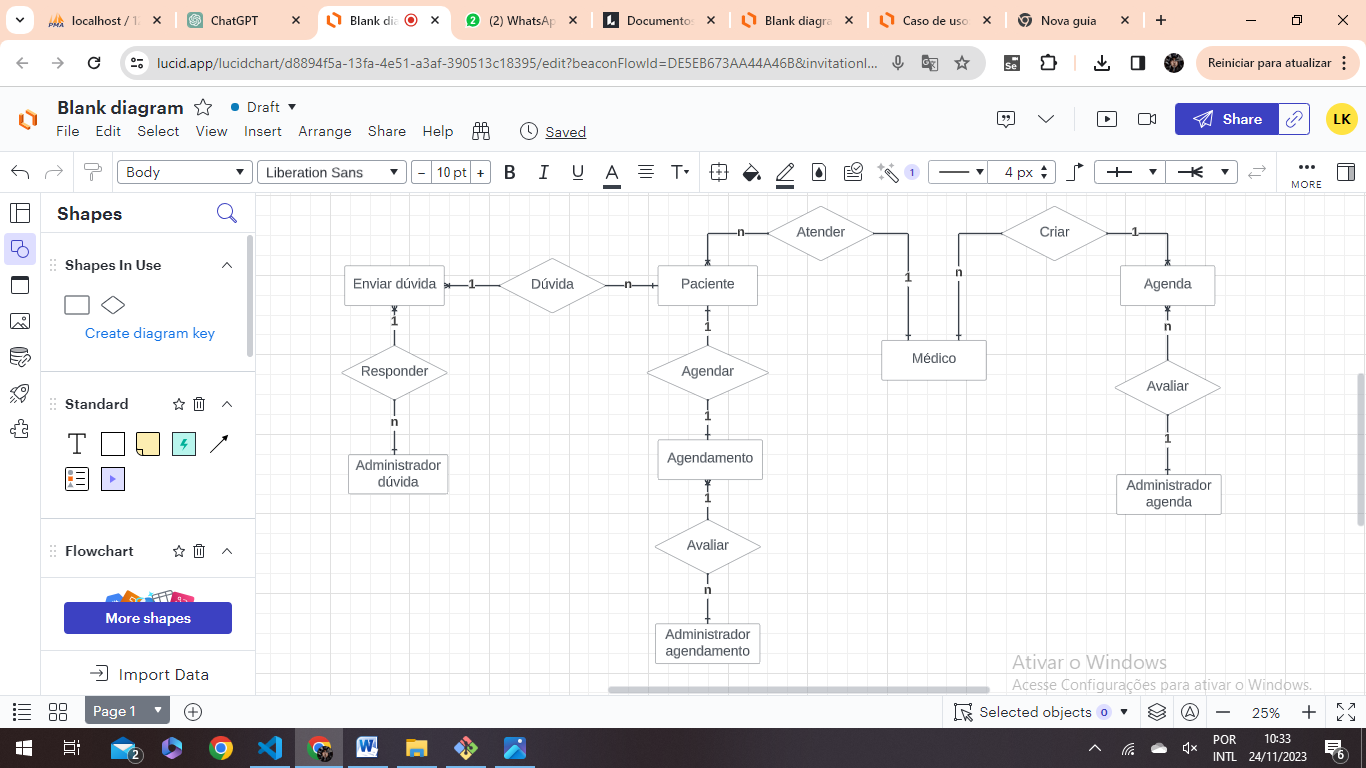 localhost / 12
ChatGPT
Blank dia
(2) WhatsAp
Documentos
Blank diagra
Caso de uso
Nova guia
lucid.app/lucidchart/d8894f5a-13fa-4e51-a3af-390513c18395/edit?beaconFlowId=DE5EB673AA44A46B&invitationI...
Reiniciar para atualizar
Blank diagram
Draft
File Edit Select View Insert Arrange Share Help
Saved
Share
LK
Body
Liberation Sans
− 10 pt +
B I U A T
1
4 px
MORE
Shapes
Shapes In Use
Create diagram key
Standard
T
Flowchart
More shapes
Import Data
Atender
Criar
n
1
Enviar dúvida
1
Dúvida
n
Paciente
1
n
Agenda
1
1
n
Responder
Agendar
Médico
Avaliar
n
1
1
Administrador
dúvida
Agendamento
Administrador
agenda
1
Avaliar
n
Administrador
agendamento
Ativar o Windows
Acesse Configurações para ativar o Windows.
Page 1
Selected objects 0
25%
2
POR
INTL
10:33
24/11/2023
6